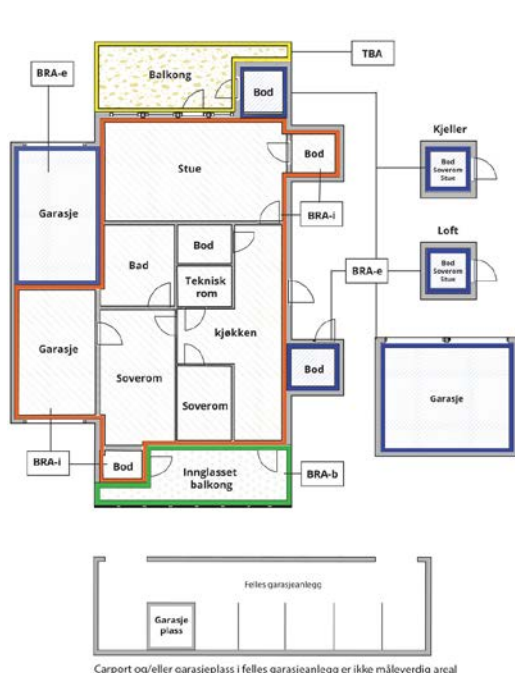 TBA
BRA-e
Balkong
Bod
Kjeller
Stue
Bod
Bod
Soverom
Stue
Garasje
BRA-i
Loft
Bad
Bod
BRA-e
Bod
Soverom
Stue
Teknisk
rom
Garasje
kjøkken
Soverom
Bod
Garasje
Soverom
BRA-i
Bod
Innglasset
balkong
BRA-b
Felles garasjeanlegg
Garasje
plass
Carport og/eller garasjeplass i felles garasjeanlegg er ikke måleverdig areal